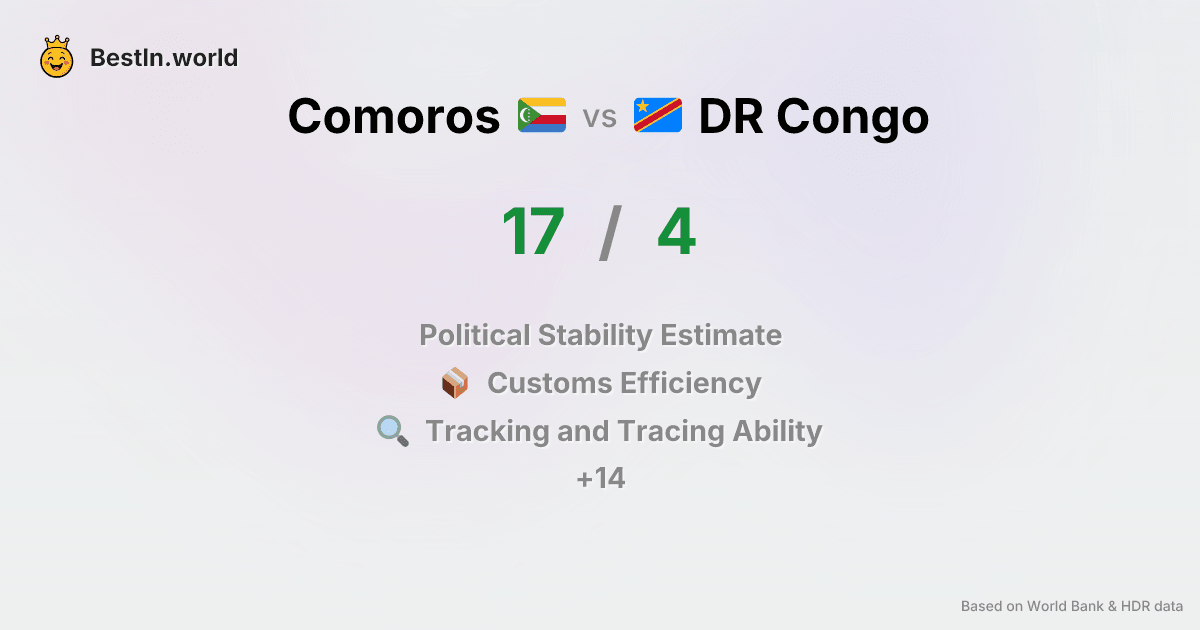 BestIn.world
Comoros vs DR Congo
17 / 4
Political Stability Estimate
Customs Efficiency
Tracking and Tracing Ability
+14
Based on World Bank & HDR data